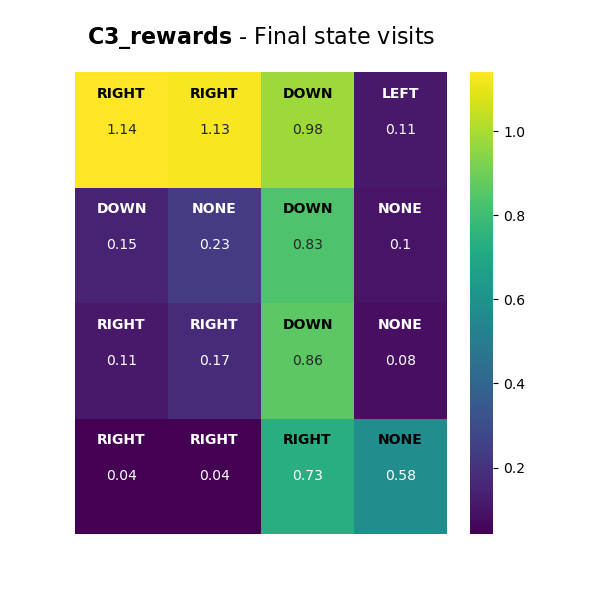 C3_rewards - Final state visits
RIGHT RIGHT DOWN LEFT
1.14 1.13 0.98 0.11
DOWN NONE DOWN NONE
0.15 0.23 0.83 0.1
RIGHT RIGHT DOWN NONE
0.11 0.17 0.86 0.08
RIGHT RIGHT RIGHT NONE
0.04 0.04 0.73 0.58
1.0
0.8
0.6
0.4
0.2